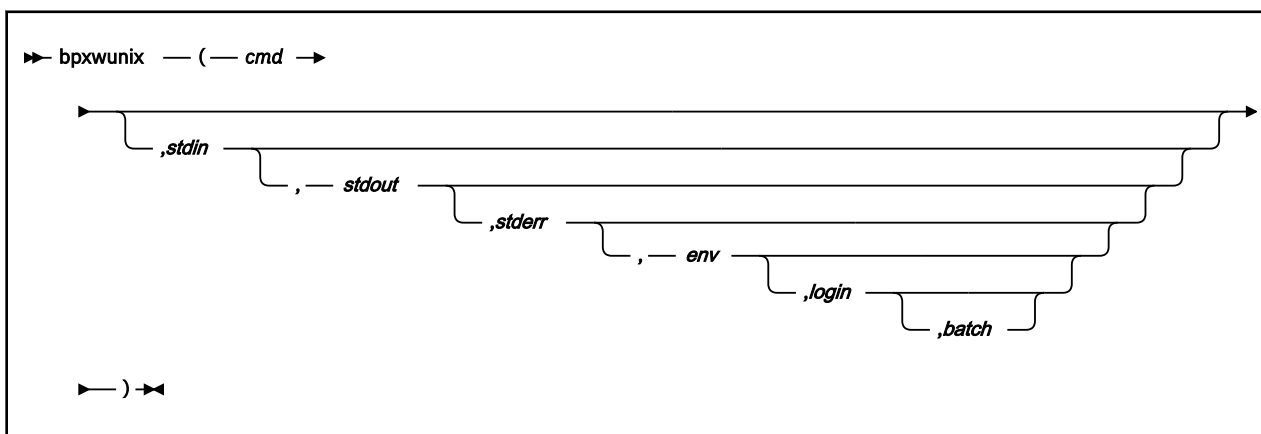 bpxwunix ( cmd
,stdin
, stdout
,stderr
, env
,login
,batch
)